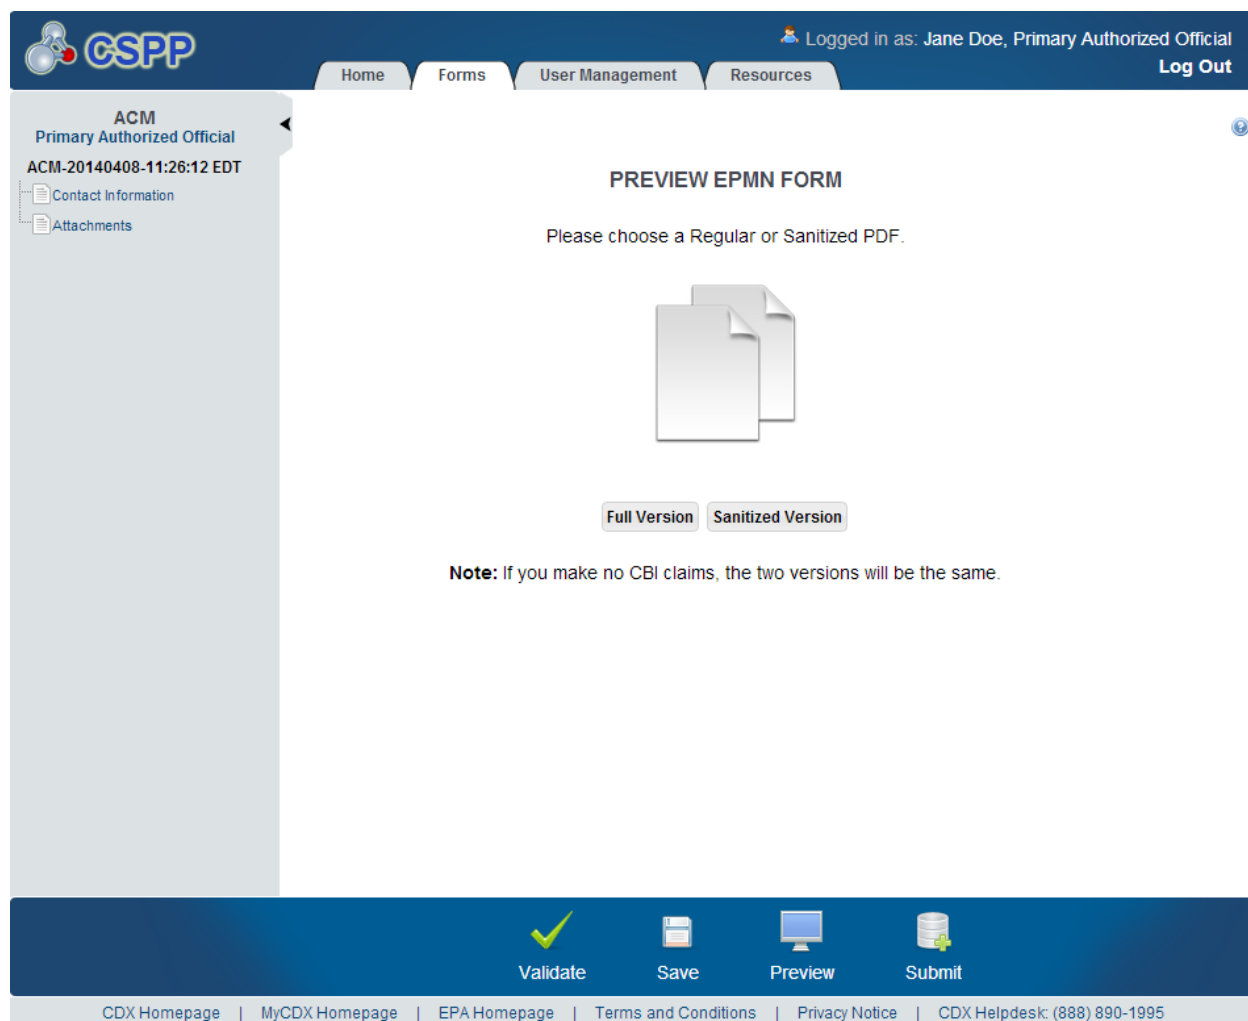 CSPP
Logged in as: Jane Doe, Primary Authorized Official
Log Out
Home Forms User Management Resources
ACM
Primary Authorized Official
ACM-20140408-11:26:12 EDT
Contact Information
Attachments
PREVIEW EPMN FORM
Please choose a Regular or Sanitized PDF.
Full Version Sanitized Version
Note: If you make no CBI claims, the two versions will be the same.
Validate Save Preview Submit
CDX Homepage | MyCDX Homepage | EPA Homepage | Terms and Conditions | Privacy Notice | CDX Helpdesk: (888) 890-1995